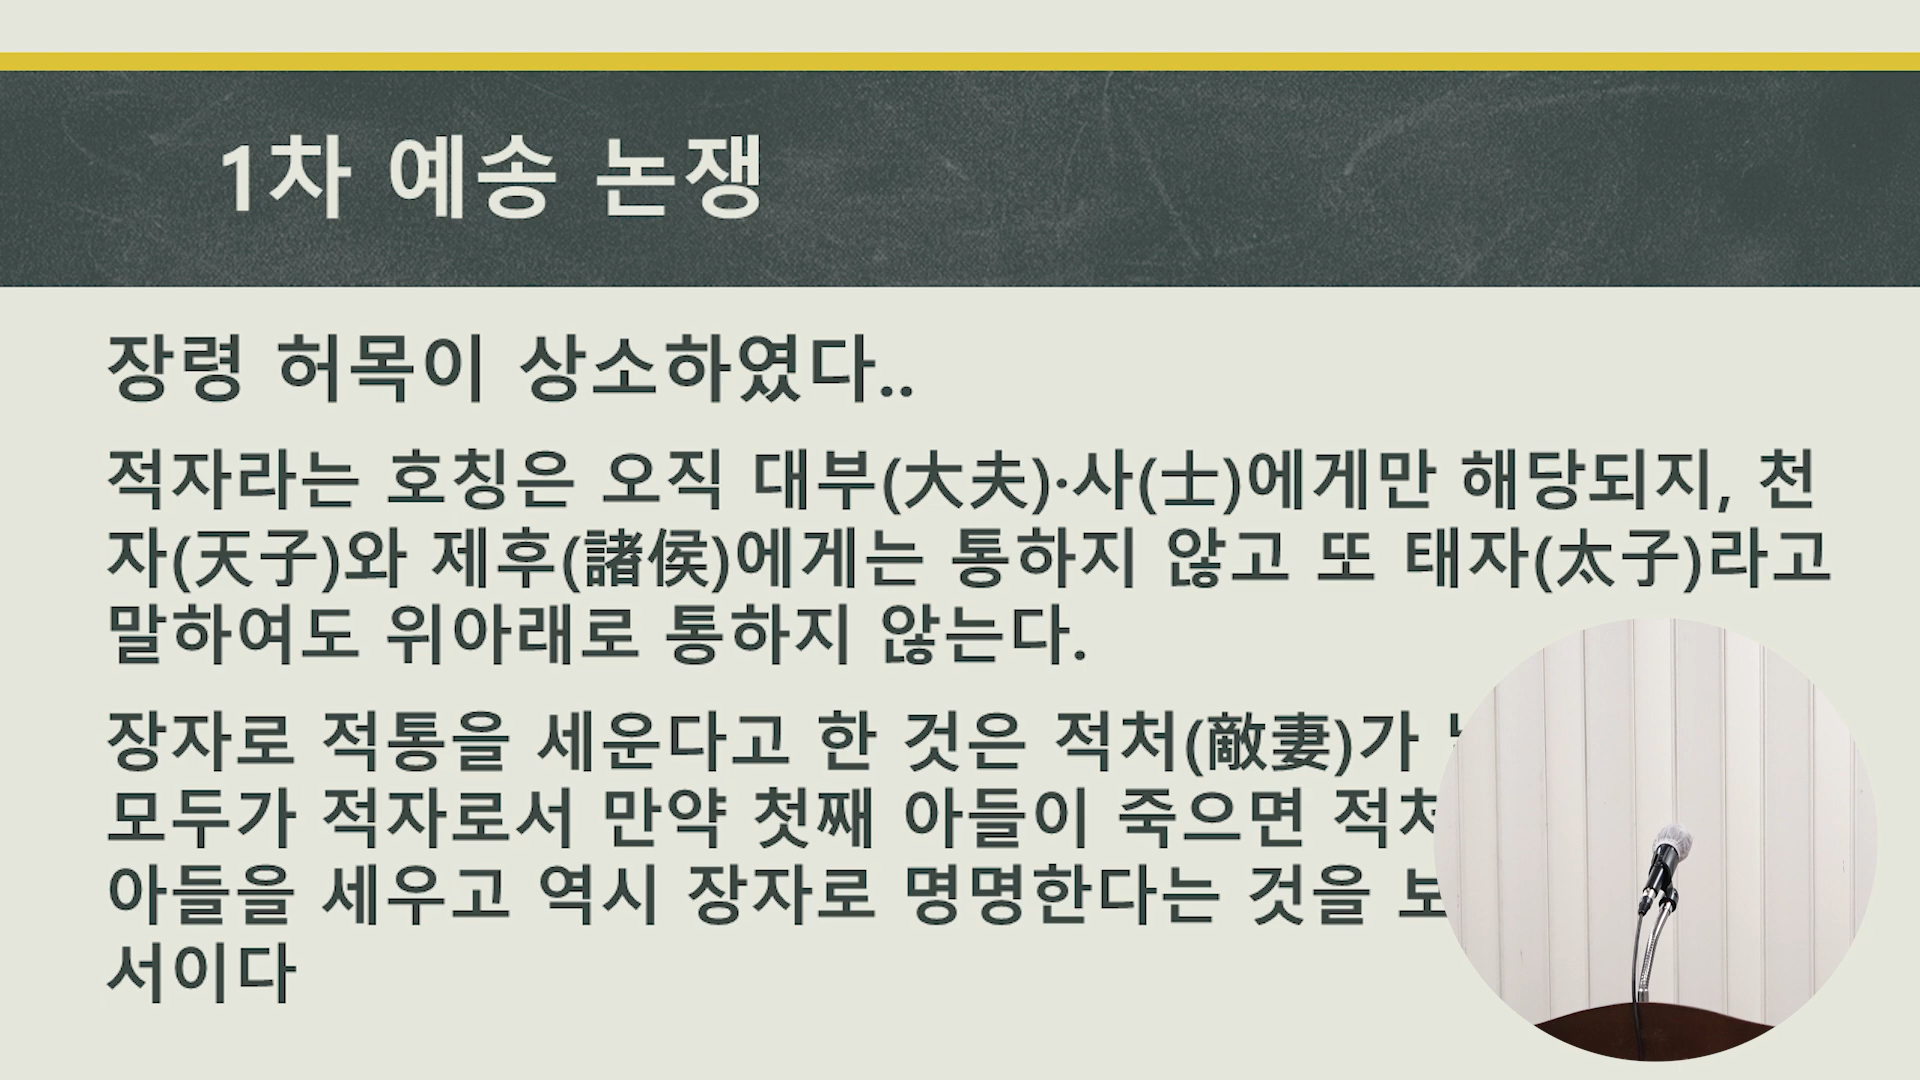 1차 예송 논쟁
장령 허목이 상소하였다..
적자라는 호칭은 오직 대부(大夫)·사(士)에게만 해당되지, 천
자(天子)와 제후(諸侯)에게는 통하지 않고 또 태자(太子)라고
말하여도 위아래로 통하지 않는다.
장자로 적통을 세운다고 한 것은 적처(敵妻)가
모두가 적자로서 만약 첫째 아들이 죽으면
아들을 세우고 역시 장자로 명명한다는 것을
서이다